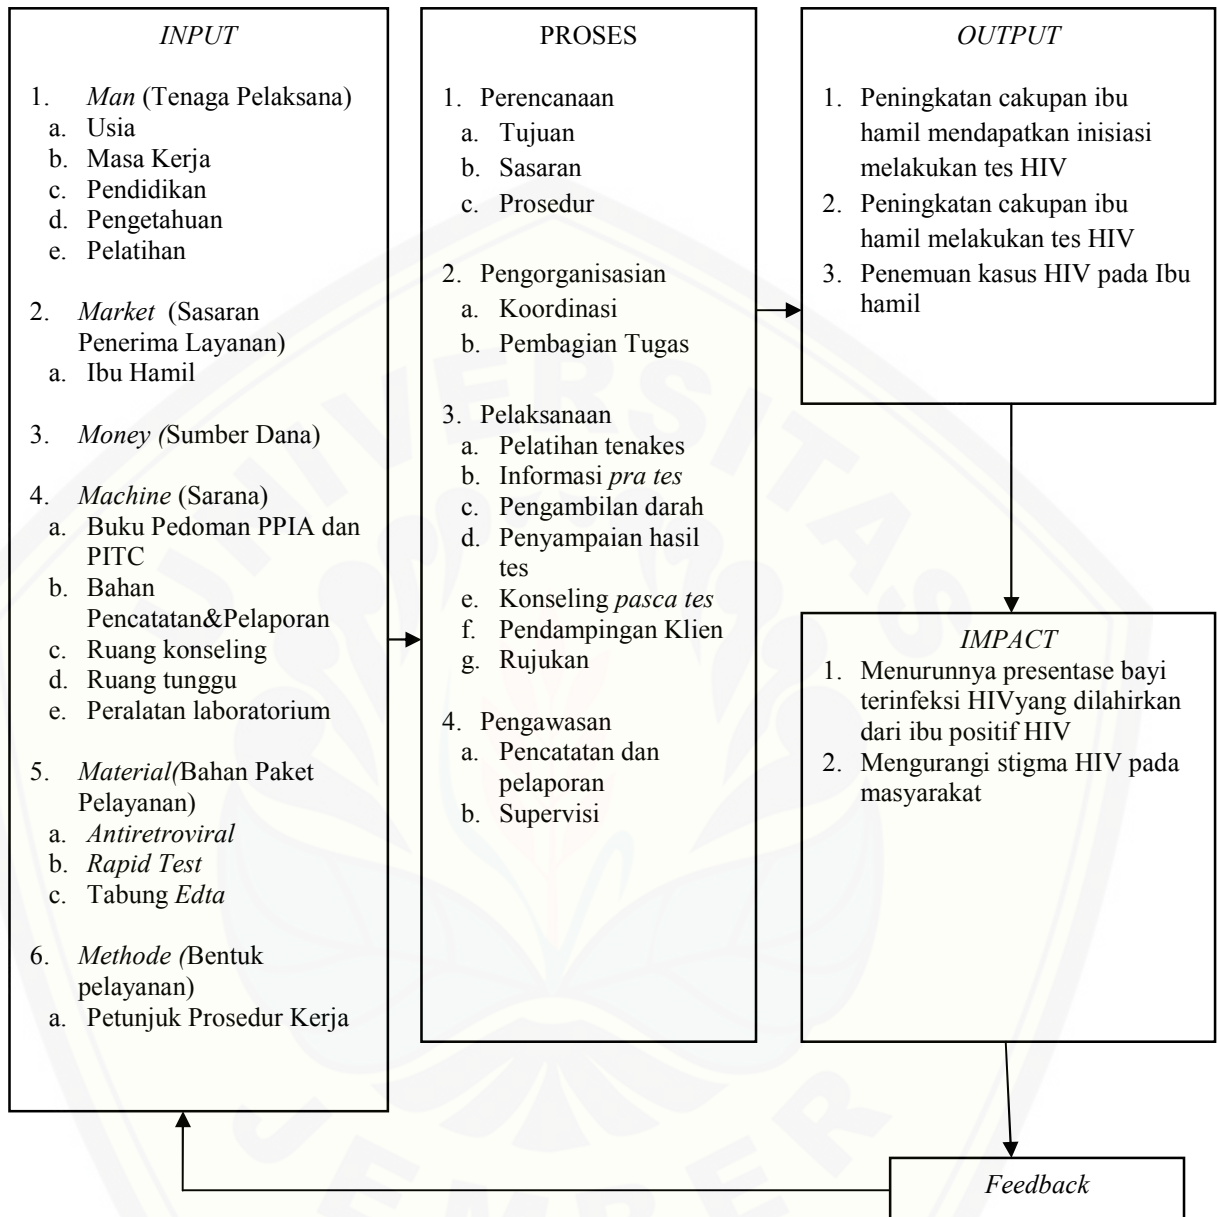 INPUT
1. Man (Tenaga Pelaksana)
a. Usia
b. Masa Kerja
c. Pendidikan
d. Pengetahuan
e. Pelatihan
2. Market (Sasaran
Penerima Layanan)
a. Ibu Hamil
3. Money (Sumber Dana)
4. Machine (Sarana)
a. Buku Pedoman PPIA dan
PITC
b. Bahan
Pencatatan&Pelaporan
c. Ruang konseling
d. Ruang tunggu
e. Peralatan laboratorium
5. Material(Bahan Paket
Pelayanan)
a. Antiretroviral
b. Rapid Test
c. Tabung Edta
6. Methode (Bentuk
pelayanan)
a. Petunjuk Prosedur Kerja
PROSES
1. Perencanaan
a. Tujuan
b. Sasaran
c. Prosedur
2. Pengorganisasian
a. Koordinasi
b. Pembagian Tugas
3. Pelaksanaan
a. Pelatihan tenakes
b. Informasi pra tes
c. Pengambilan darah
d. Penyampaian hasil
tes
e. Konseling pasca tes
f. Pendampingan Klien
g. Rujukan
4. Pengawasan
a. Pencatatan dan
pelaporan
b. Supervisi
OUTPUT
1. Peningkatan cakupan ibu
hamil mendapatkan inisiasi
melakukan tes HIV
2. Peningkatan cakupan ibu
hamil melakukan tes HIV
3. Penemuan kasus HIV pada Ibu
hamil
IMPACT
1. Menurunnya presentase bayi
terinfeksi HIVyang dilahirkan
dari ibu positif HIV
2. Mengurangi stigma HIV pada
masyarakat
Feedback
UNIVERSITAS
JEMBER